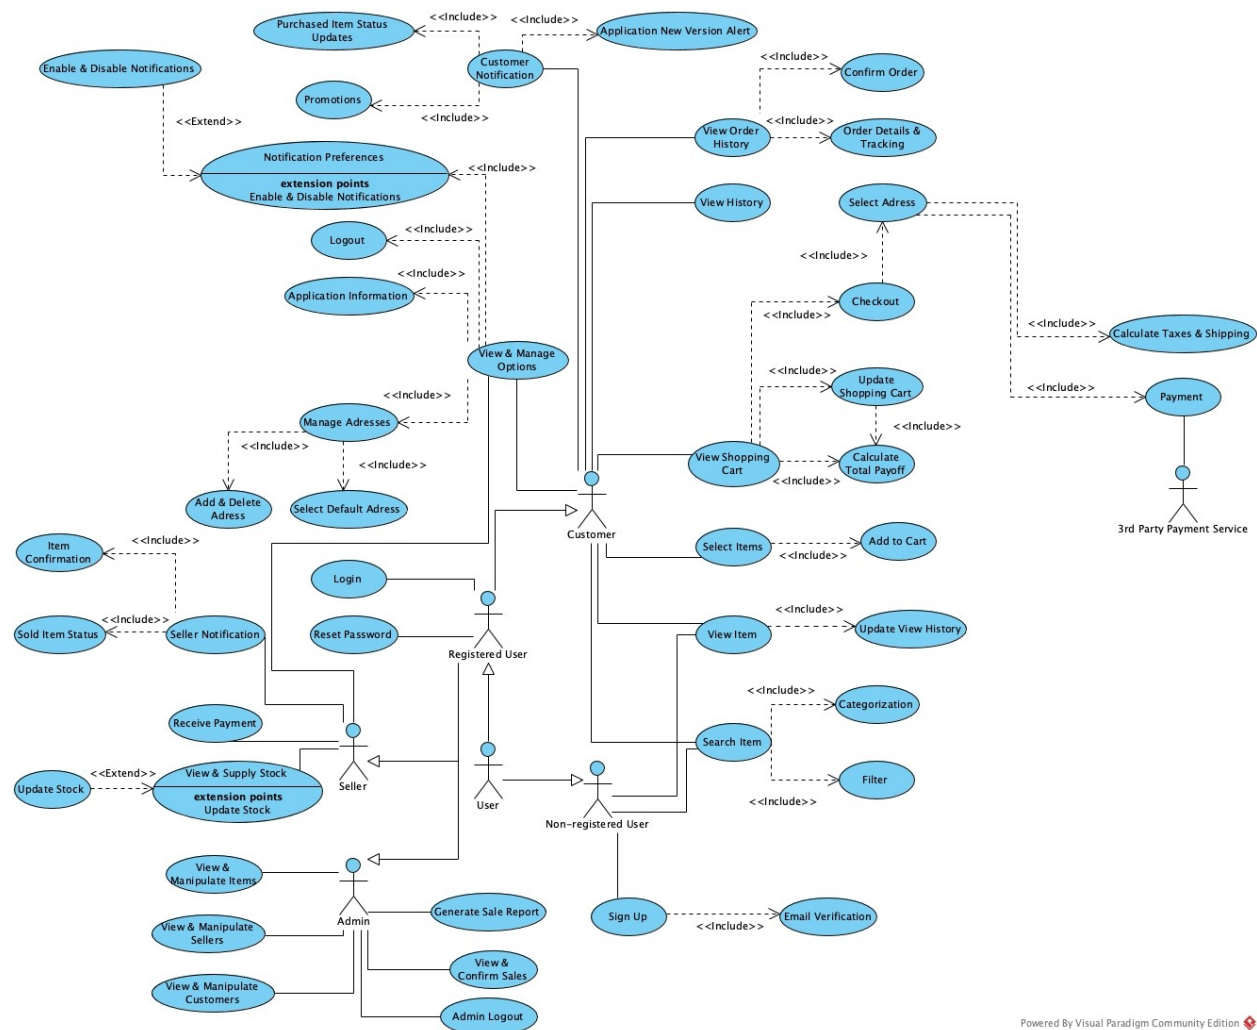 Purchased Item Status
Updates
<<Include>>
<<Include>>
Application New Version Alert
Customer
Notification
Enable & Disable Notifications
Promotions
<<Include>>
<<Extend>>
<<Include>>
Confirm Order
View Order
History
<<Include>>
Order Details &
Tracking
Notification Preferences
extension points
Enable & Disable Notifications
<<Include>>
View History
Select Adress
Logout
<<Include>>
<<Include>>
Application Information
<<Include>>
Checkout
<<Include>>
<<Include>>
Calculate Taxes & Shipping
View & Manage
Options
<<Include>>
Update
Shopping Cart
<<Include>>
Payment
Manage Adresses
<<Include>>
<<Include>>
<<Include>>
<<Include>>
View Shopping
Cart
<<Include>>
Calculate
Total Payoff
Add & Delete
Adress
Select Default Adress
3rd Party Payment Service
Customer
Item
Confirmation
<<Include>>
Select Items
<<Include>>
Add to Cart
Login
Sold Item Status
<<Include>>
Seller Notification
Reset Password
Registered User
View Item
<<Include>>
Update View History
Receive Payment
Search Item
<<Include>>
Categorization
<<Include>>
Filter
Update Stock
<<Extend>>
View & Supply Stock
extension points
Update Stock
Seller
User
Non-registered User
View &
Manipulate Items
Admin
Generate Sale Report
Sign Up
<<Include>>
Email Verification
View & Manipulate
Sellers
View &
Confirm Sales
View & Manipulate
Customers
Admin Logout
Powered By Visual Paradigm Community Edition